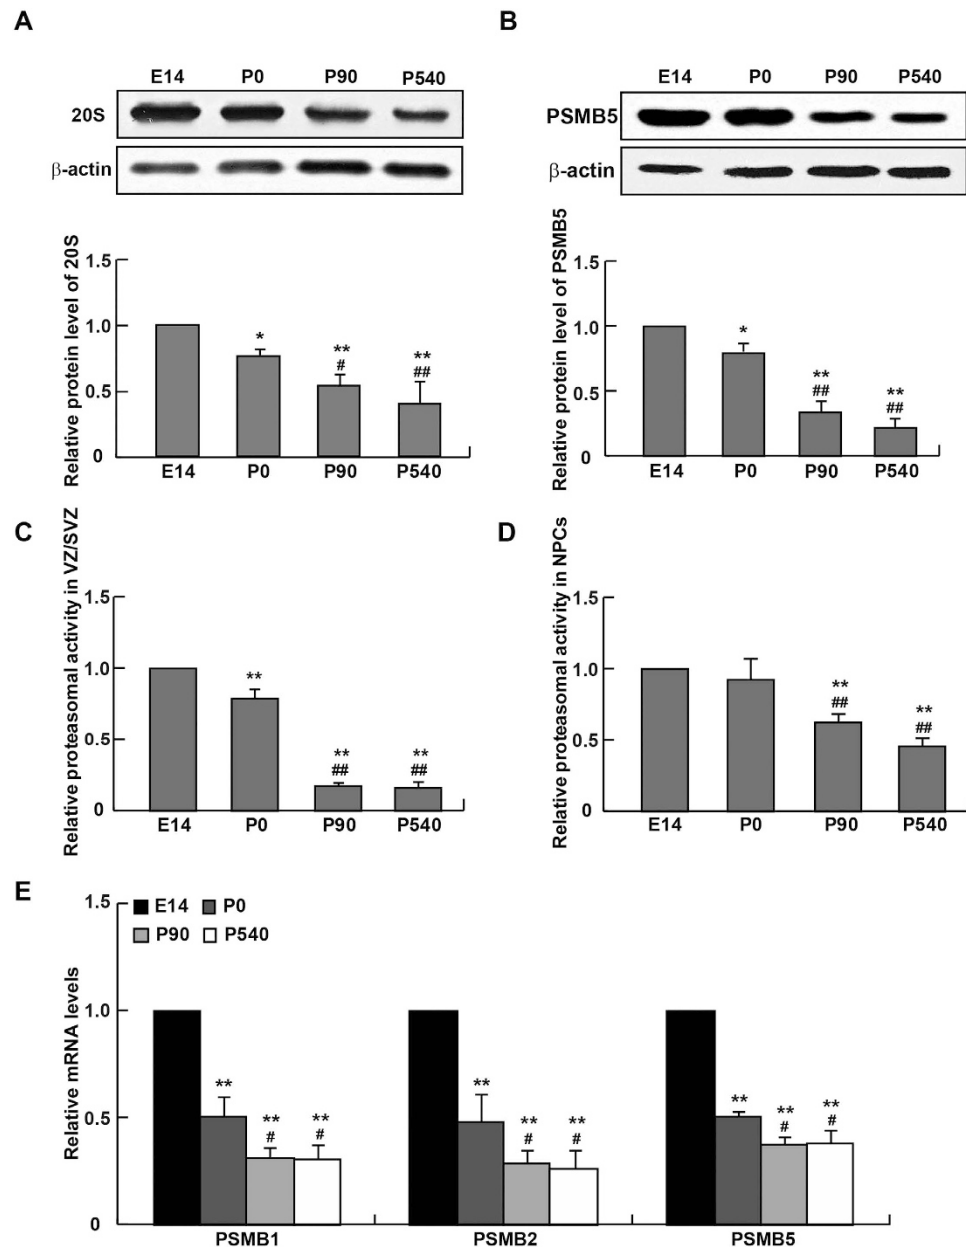 A
E14 P0 P90 P540
20S
β-actin
Relative protein level of 20S
1.5
1.0
0.5
0
*
**
#
**
##
E14 P0 P90 P540
B
E14 P0 P90 P540
PSMB5
β-actin
Relative protein level of PSMB5
1.5
1.0
0.5
0
*
**
##
**
##
E14 P0 P90 P540
C
Relative proteasomal activity in VZ/SVZ
1.5
1.0
0.5
0
**
**
##
**
##
E14 P0 P90 P540
D
Relative proteasomal activity in NPCs
1.5
1.0
0.5
0
**
##
**
##
E14 P0 P90 P540
E
Relative mRNA levels
1.5
1.0
0.5
0
E14 P0
P90 P540
**
**
#
**
#
**
**
#
**
#
**
**
#
**
#
PSMB1 PSMB2 PSMB5